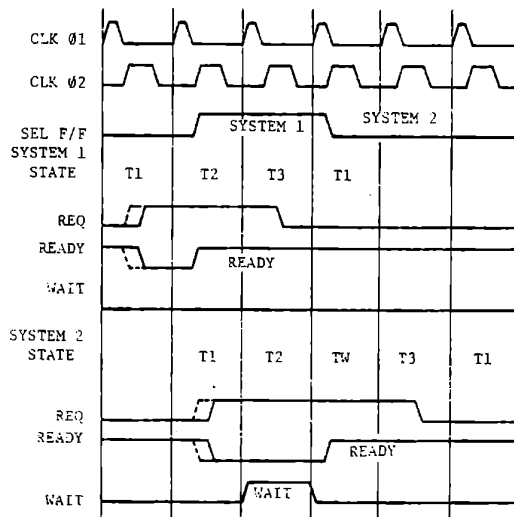 CLK Ø1
CLK Ø2
SEL F/F SYSTEM 1 SYSTEM 2
SYSTEM 1
STATE T1 T2 T3 T1
REQ
READY READY
WAIT
SYSTEM 2
STATE T1 T2 TW T3 T1
REQ
READY READY
WAIT WAIT